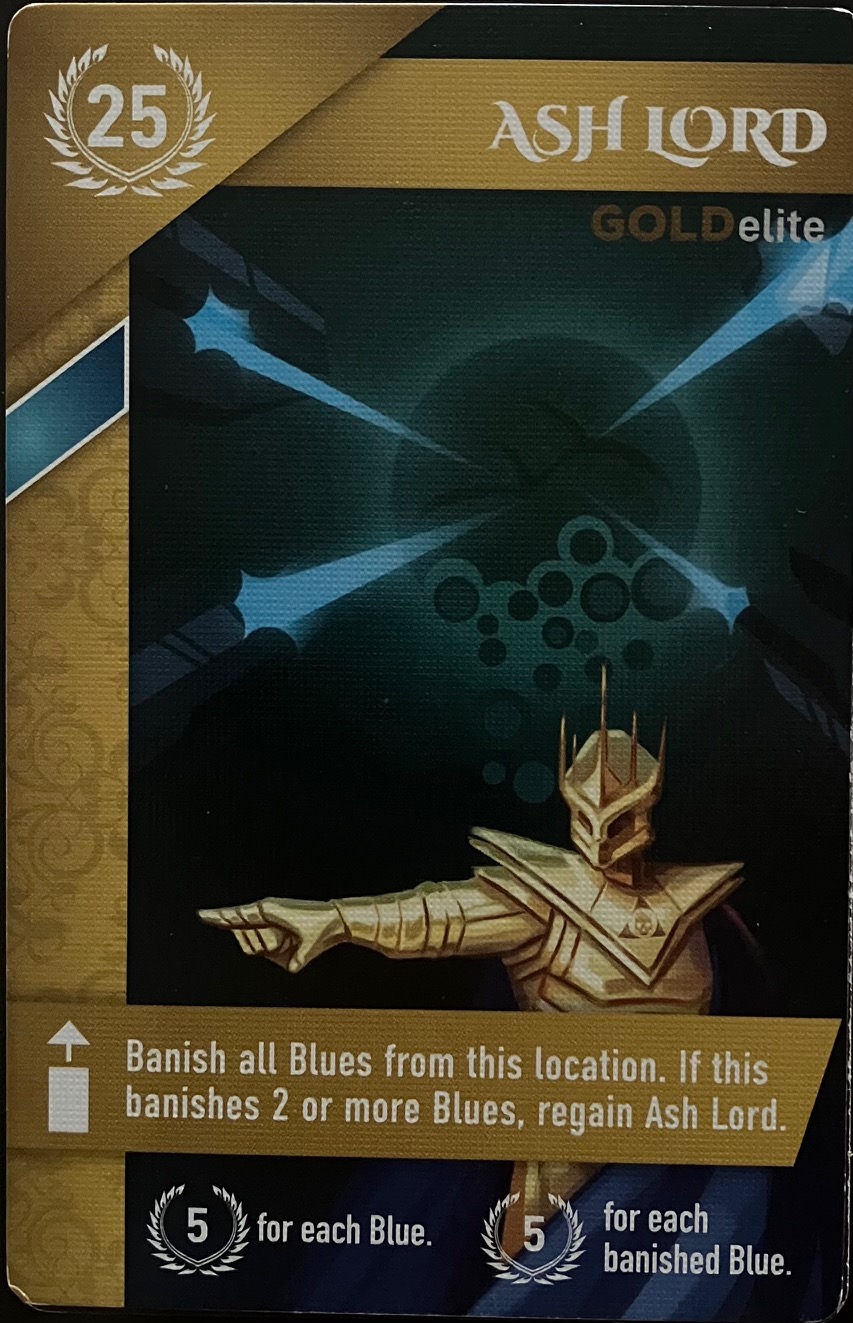 25
ASH LORD
GOLDelite
Banish all Blues from this location. If this
banishes 2 or more Blues, regain Ash Lord.
5 for each Blue.
5 for each
banished Blue.